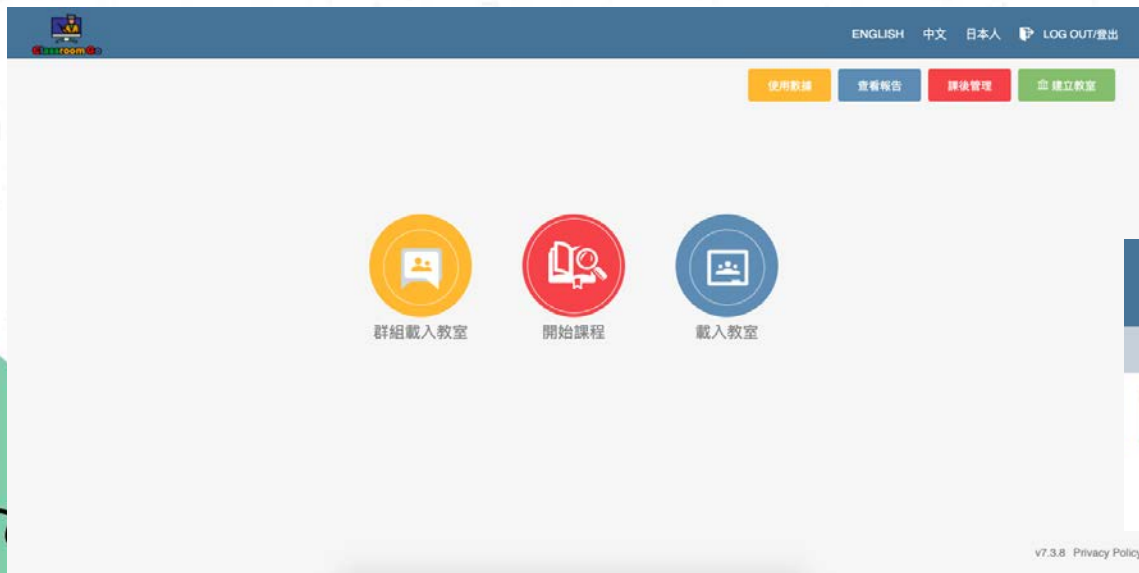 ClassroomGo
ENGLISH 中文 日本人 LOG OUT/登出
使用數據 查看報告 課後管理 建立教室
群組載入教室 開始課程 載入教室
v7.3.8 Privacy Policy